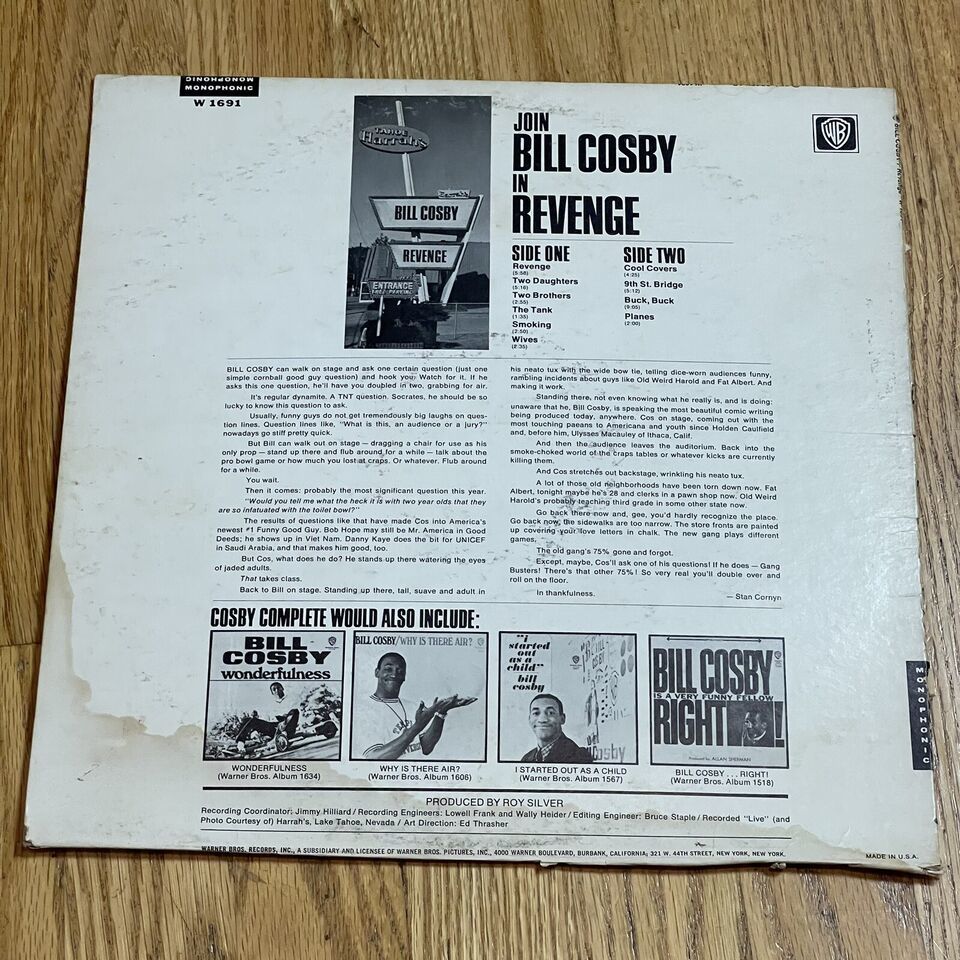 MONOPHONIC
MONOPHONIC
W 1691
TAHOE
Harrah's
BILL COSBY
REVENGE
ENTRANCE
FREE PARKING
JOIN
BILL COSBY
IN
REVENGE
WB
SIDE ONE
Revenge
(5:58)
Two Daughters
(5:16)
Two Brothers
(2:55)
The Tank
(1:35)
Smoking
(2:50)
Wives
(2:35)
SIDE TWO
Cool Covers
(4:25)
9th St. Bridge
(5:12)
Buck, Buck
(9:05)
Planes
(2:00)
BILL COSBY can walk on stage and ask one certain question (just one
simple cornball good guy question) and hook you. Watch for it. If he
asks this one question, he'll have you doubled in two, grabbing for air.
It's regular dynamite. A TNT question. Socrates, he should be so
lucky to know this question to ask.
Usually, funny guys do not get tremendously big laughs on ques-
tion lines. Question lines like, "What is this, an audience or a jury?"
nowadays go stiff pretty quick.
But Bill can walk out on stage — dragging a chair for use as his
only prop — stand up there and flub around for a while — talk about the
pro bowl game or how much you lost at craps. Or whatever. Flub around
for a while.
You wait.
Then it comes: probably the most significant question this year.
"Would you tell me what the heck it is with two year olds that they
are so infatuated with the toilet bowl?"
The results of questions like that have made Cos into America's
newest #1 Funny Good Guy. Bob Hope may still be Mr. America in Good
Deeds; he shows up in Viet Nam. Danny Kaye does the bit for UNICEF
in Saudi Arabia, and that makes him good, too.
But Cos, what does he do? He stands up there watering the eyes
of jaded adults.
That takes class.
Back to Bill on stage. Standing up there, tall, suave and adult in
his neato tux with the wide bow tie, telling dice-worn audiences funny,
rambling incidents about guys like Old Weird Harold and Fat Albert. And
making it work.
Standing there, not even knowing what he really is, and is doing:
unaware that he, Bill Cosby, is speaking the most beautiful comic writing
being produced today, anywhere. Cos on stage, coming out with the
most touching paeans to Americana and youth since Holden Caulfield
and, before him, Ulysses Macauley of Ithaca, Calif.
And then the audience leaves the auditorium. Back into the
smoke-choked world of the craps tables or whatever kicks are currently
killing them.
And Cos stretches out backstage, wrinkling his neato tux.
A lot of those old neighborhoods have been torn down now. Fat
Albert, tonight maybe he's 28 and clerks in a pawn shop now. Old Weird
Harold's probably teaching third grade in some other state now.
Go back there now and, gee, you'd hardly recognize the place.
Go back now, the sidewalks are too narrow. The store fronts are painted
up covering your love letters in chalk. The new gang plays different
games.
The old gang's 75% gone and forgot.
Except, maybe, Cos'll ask one of his questions! If he does — Gang
Busters! There's that other 75%! So very real you'll double over and
roll on the floor.
In thankfulness.
— Stan Cornyn
COSBY COMPLETE WOULD ALSO INCLUDE:
BILL
COSBY
wonderfulness
BILL COSBY/WHY IS THERE AIR?
"i
started
out
as a
child"
bill
cosby
BILL COSBY
IS A VERY FUNNY FELLOW
RIGHT!
Produced by ALLAN SHERMAN
WONDERFULNESS
(Warner Bros. Album 1634)
WHY IS THERE AIR?
(Warner Bros. Album 1606)
I STARTED OUT AS A CHILD
(Warner Bros. Album 1567)
BILL COSBY . . . RIGHT!
(Warner Bros. Album 1518)
MONOPHONIC
PRODUCED BY ROY SILVER
Recording Coordinator: Jimmy Hilliard / Recording Engineers: Lowell Frank and Wally Heider / Editing Engineer: Bruce Staple / Recorded "Live" (and
Photo Courtesy of) Harrah's, Lake Tahoe, Nevada / Art Direction: Ed Thrasher
WARNER BROS. RECORDS, INC., A SUBSIDIARY AND LICENSEE OF WARNER BROS. PICTURES, INC., 4000 WARNER BOULEVARD, BURBANK, CALIFORNIA; 321 W. 44TH STREET, NEW YORK, NEW YORK.
MADE IN U.S.A.